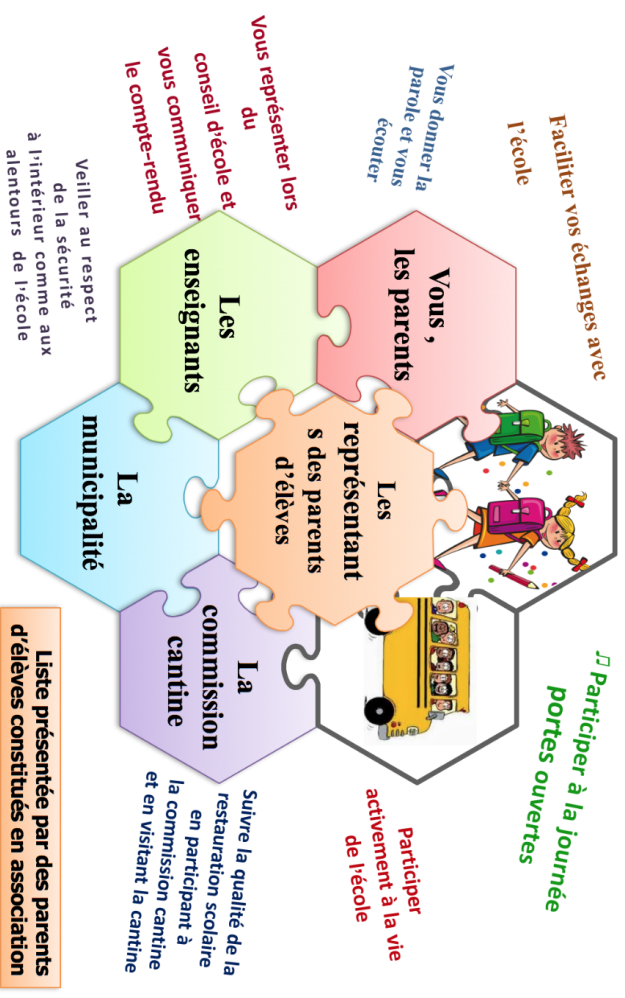 Faciliter vos échanges avec
l'école
Vous donner la
parole et vous
écouter
Vous représenter lors
du
conseil d'école et
vous communiquer
le compte-rendu
Veiller au respect
de la sécurité
à l'intérieur comme aux
alentours de l'école
Vous ,
les parents
Les
enseignants
Les
représentant
s des parents
d'élèves
La
municipalité
La
commission
cantine
♫ Participer à la journée
portes ouvertes
Participer
activement à la vie
de l'école
Suivre la qualité de la
restauration scolaire
en participant à
la commission cantine
et en visitant la cantine
Liste présentée par des parents
d'élèves constitués en association